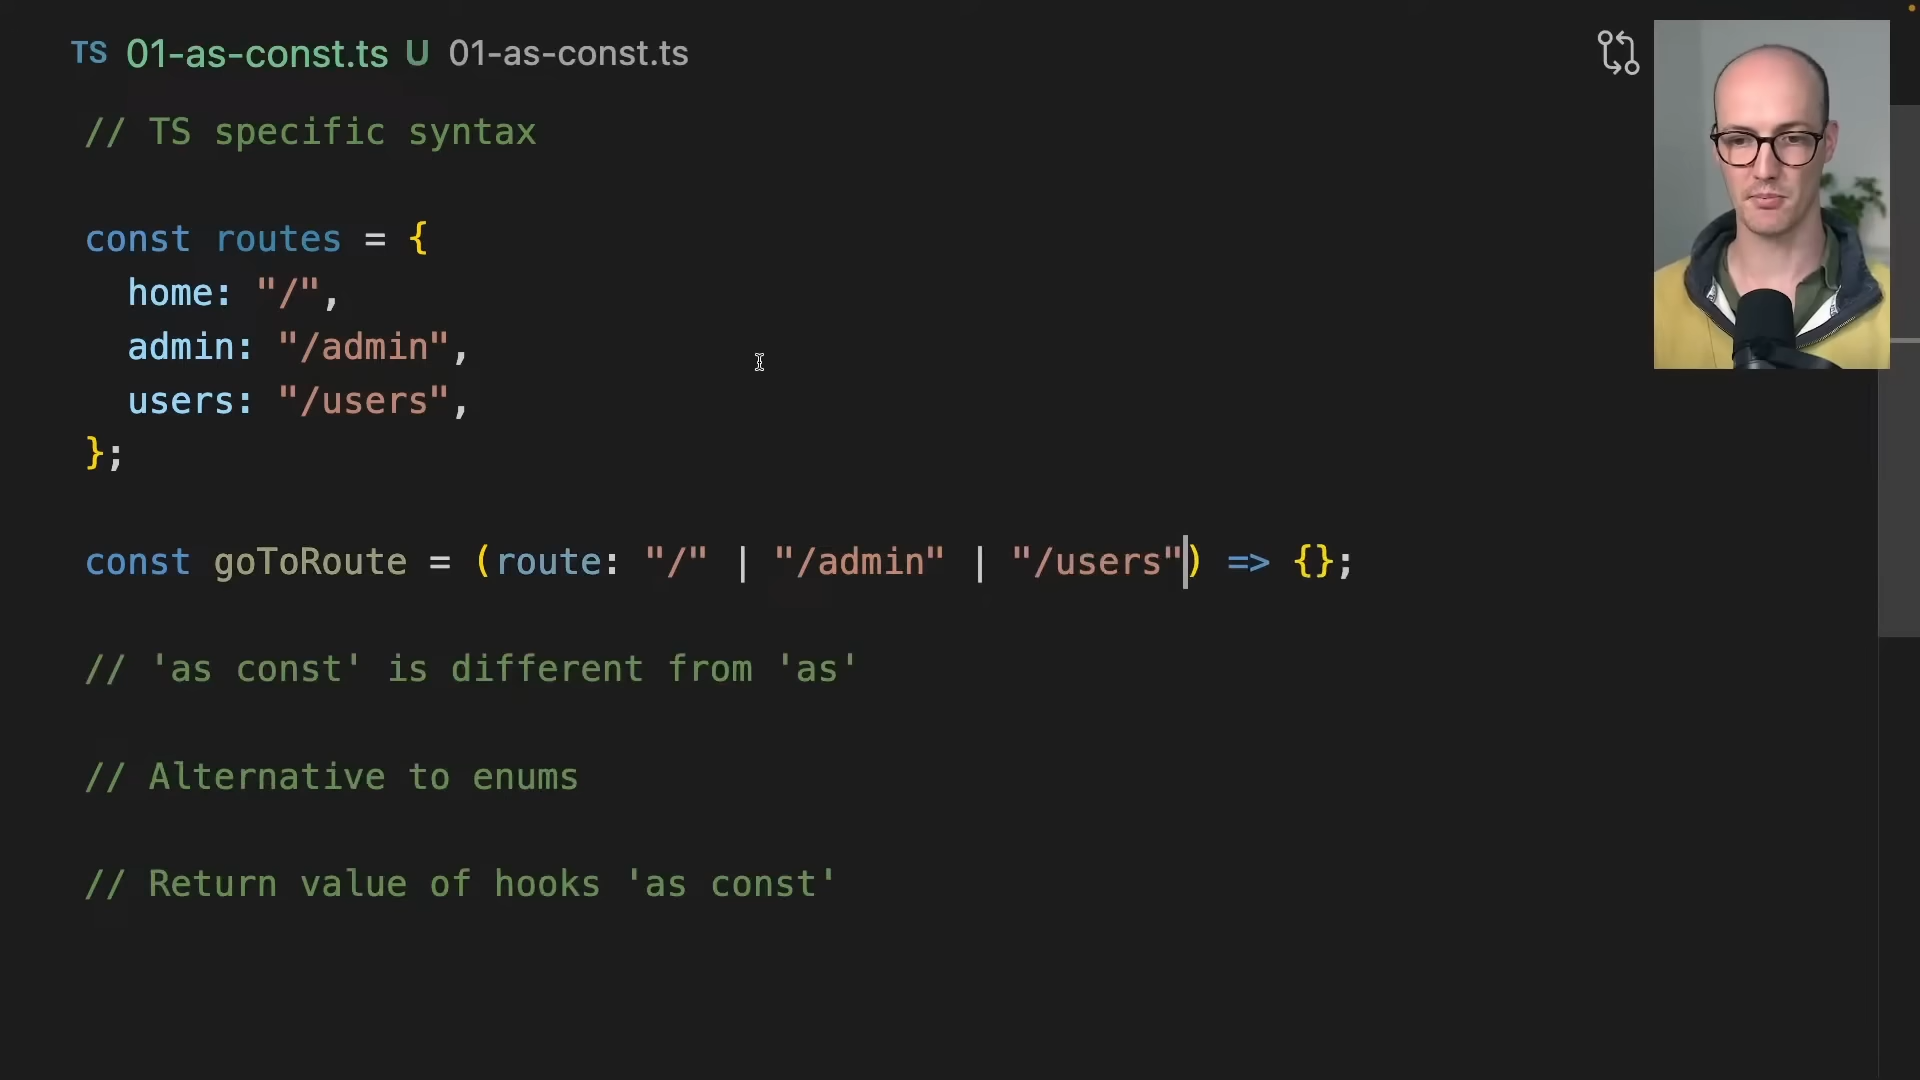 TS 01-as-const.ts U 01-as-const.ts
// TS specific syntax
const routes = {
  home: "/",
  admin: "/admin",
  users: "/users",
};
const goToRoute = (route: "/" | "/admin" | "/users") => {};
// 'as const' is different from 'as'
// Alternative to enums
// Return value of hooks 'as const'